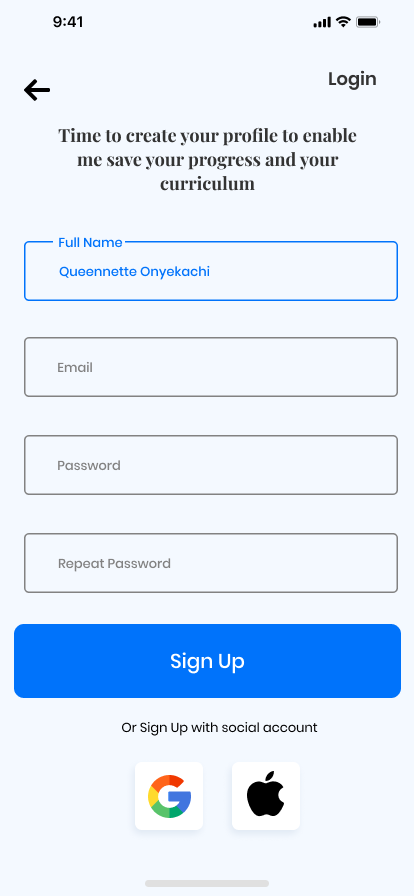 9:41
Login
Time to create your profile to enable
me save your progress and your
curriculum
Full Name
Queennette Onyekachi
Email
Password
Repeat Password
Sign Up
Or Sign Up with social account